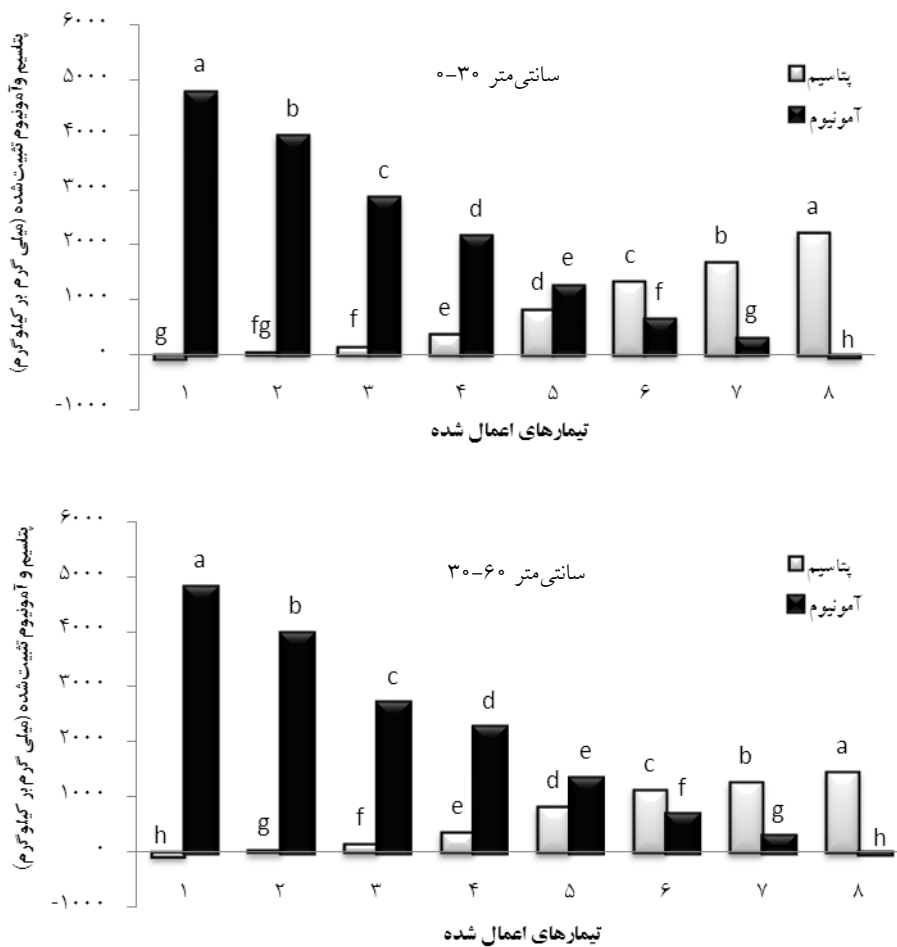 ۶۰۰۰
۵۰۰۰
۴۰۰۰
۳۰۰۰
۲۰۰۰
۱۰۰۰
۰
-۱۰۰۰
پتاسیم و آمونیوم تثبیت‌شده (میلی گرم بر کیلوگرم)
سانتی‌متر ۳۰-۰
پتاسیم
آمونیوم
a
b
c
d
e
f
g
h
g
fg
f
e
d
c
b
a
۱ ۲ ۳ ۴ ۵ ۶ ۷ ۸
تیمارهای اعمال شده
۶۰۰۰
۵۰۰۰
۴۰۰۰
۳۰۰۰
۲۰۰۰
۱۰۰۰
۰
-۱۰۰۰
پتاسیم و آمونیوم تثبیت‌شده (میلی گرم بر کیلوگرم)
سانتی‌متر ۶۰-۳۰
پتاسیم
آمونیوم
a
b
c
d
e
f
g
h
h
g
f
e
d
c
b
a
۱ ۲ ۳ ۴ ۵ ۶ ۷ ۸
تیمارهای اعمال شده